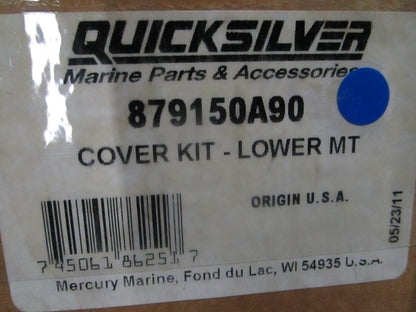 QUICKSILVER
Marine Parts & Accessories
879150A90
COVER KIT - LOWER MT
ORIGIN U.S.A.
05/23/11
7 45061 86251 7
Mercury Marine, Fond du Lac, WI 54935 U.S.A.